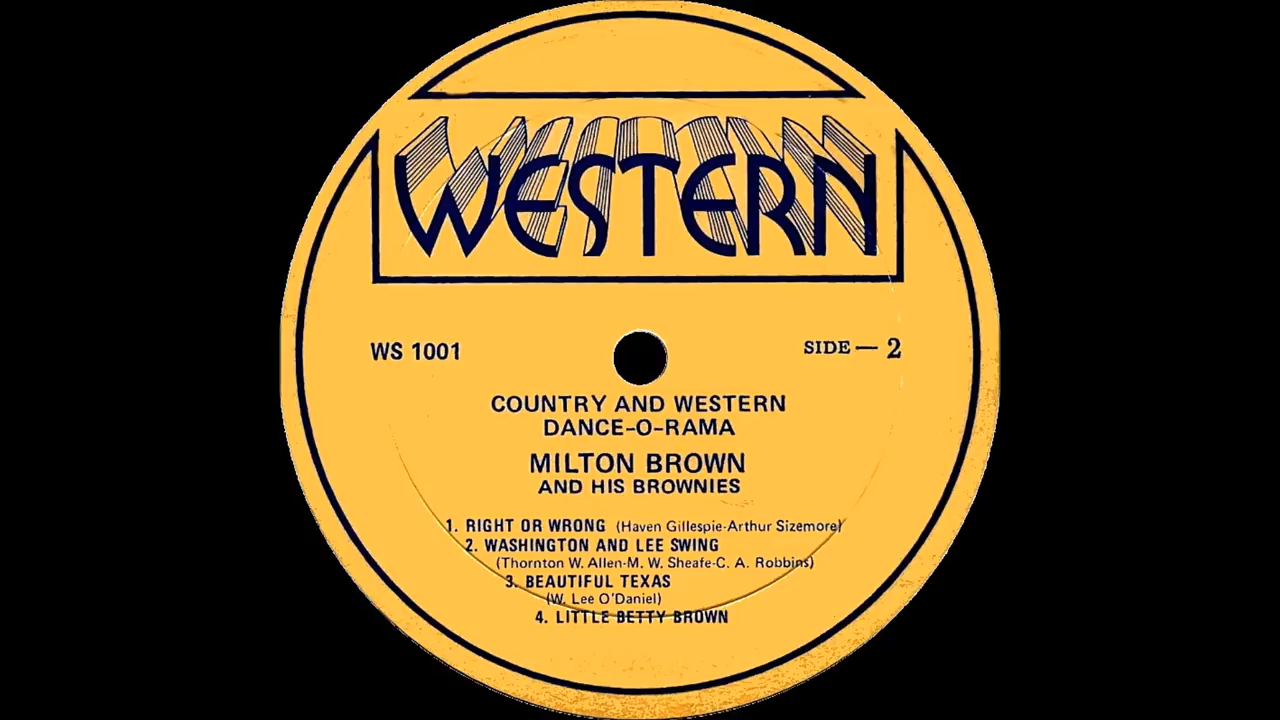 WESTERN
WS 1001
SIDE — 2
COUNTRY AND WESTERN
DANCE-O-RAMA
MILTON BROWN
AND HIS BROWNIES
1. RIGHT OR WRONG (Haven Gillespie-Arthur Sizemore)
2. WASHINGTON AND LEE SWING
(Thornton W. Allen-M. W. Sheafe-C. A. Robbins)
3. BEAUTIFUL TEXAS
(W. Lee O'Daniel)
4. LITTLE BETTY BROWN